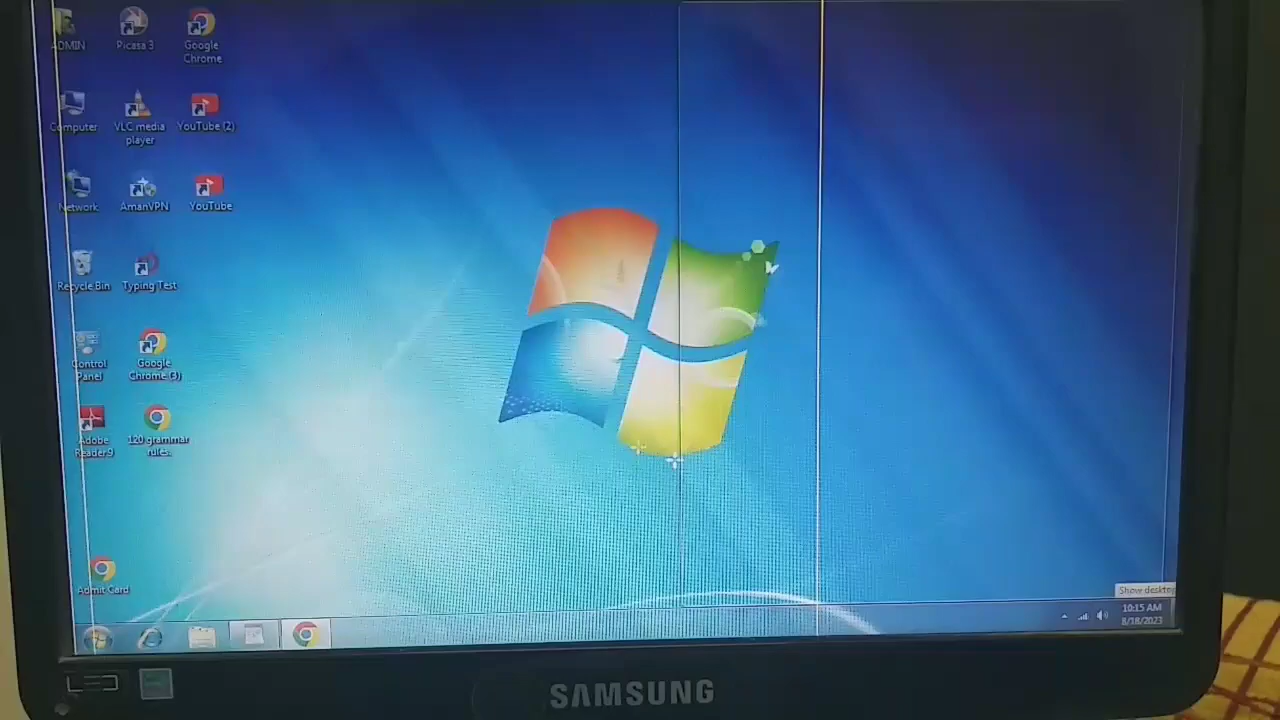 ADMIN
Picasa 3
Google
Chrome
Computer
VLC media
player
YouTube (2)
Network
AmanVPN
YouTube
Recycle Bin
Typing Test
Control
Panel
Google
Chrome (3)
Adobe
Reader 9
120 grammar
rules.
Admit Card
Show desktop
10:15 AM
8/18/2023
SAMSUNG